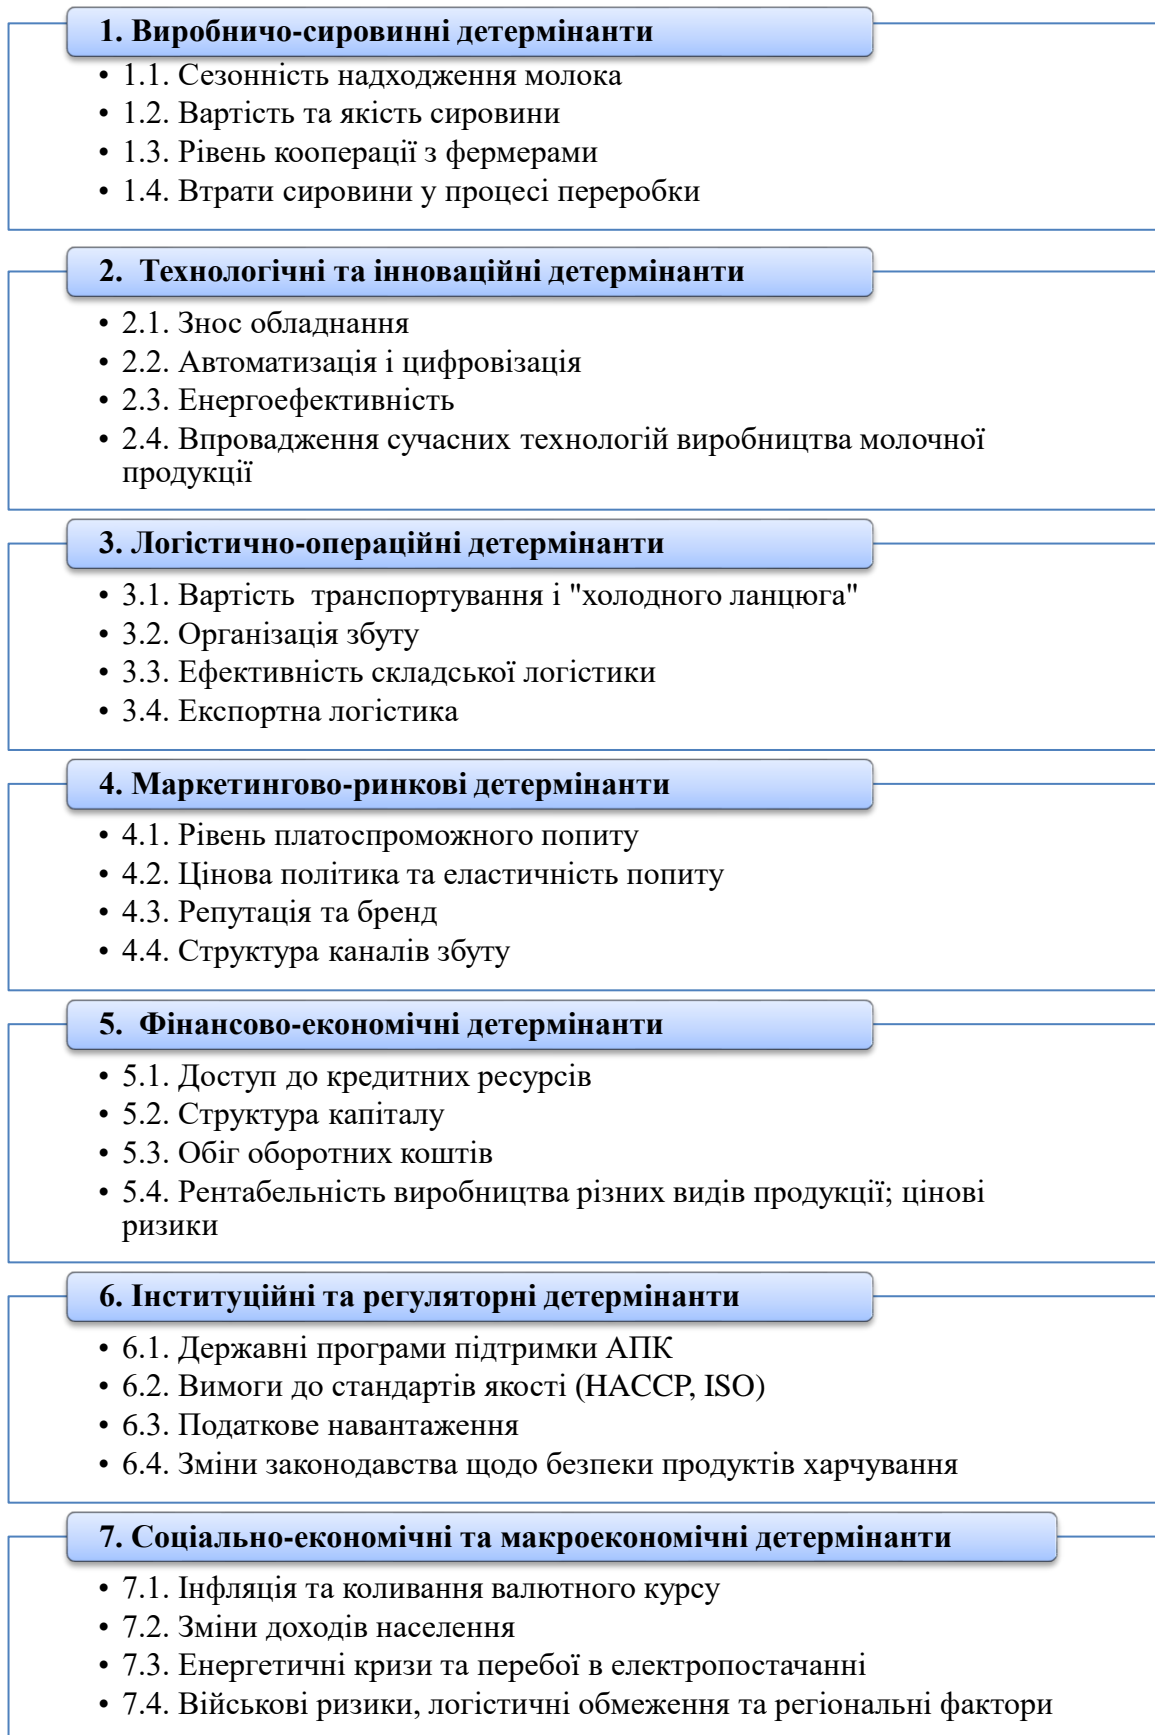 1. Виробничо-сировинні детермінанти
• 1.1. Сезонність надходження молока
• 1.2. Вартість та якість сировини
• 1.3. Рівень кооперації з фермерами
• 1.4. Втрати сировини у процесі переробки
2. Технологічні та інноваційні детермінанти
• 2.1. Знос обладнання
• 2.2. Автоматизація і цифровізація
• 2.3. Енергоефективність
• 2.4. Впровадження сучасних технологій виробництва молочної
продукції
3. Логістично-операційні детермінанти
• 3.1. Вартість транспортування і "холодного ланцюга"
• 3.2. Організація збуту
• 3.3. Ефективність складської логістики
• 3.4. Експортна логістика
4. Маркетингово-ринкові детермінанти
• 4.1. Рівень платоспроможного попиту
• 4.2. Цінова політика та еластичність попиту
• 4.3. Репутація та бренд
• 4.4. Структура каналів збуту
5. Фінансово-економічні детермінанти
• 5.1. Доступ до кредитних ресурсів
• 5.2. Структура капіталу
• 5.3. Обіг оборотних коштів
• 5.4. Рентабельність виробництва різних видів продукції; цінові
ризики
6. Інституційні та регуляторні детермінанти
• 6.1. Державні програми підтримки АПК
• 6.2. Вимоги до стандартів якості (HACCP, ISO)
• 6.3. Податкове навантаження
• 6.4. Зміни законодавства щодо безпеки продуктів харчування
7. Соціально-економічні та макроекономічні детермінанти
• 7.1. Інфляція та коливання валютного курсу
• 7.2. Зміни доходів населення
• 7.3. Енергетичні кризи та перебої в електропостачанні
• 7.4. Військові ризики, логістичні обмеження та регіональні фактори